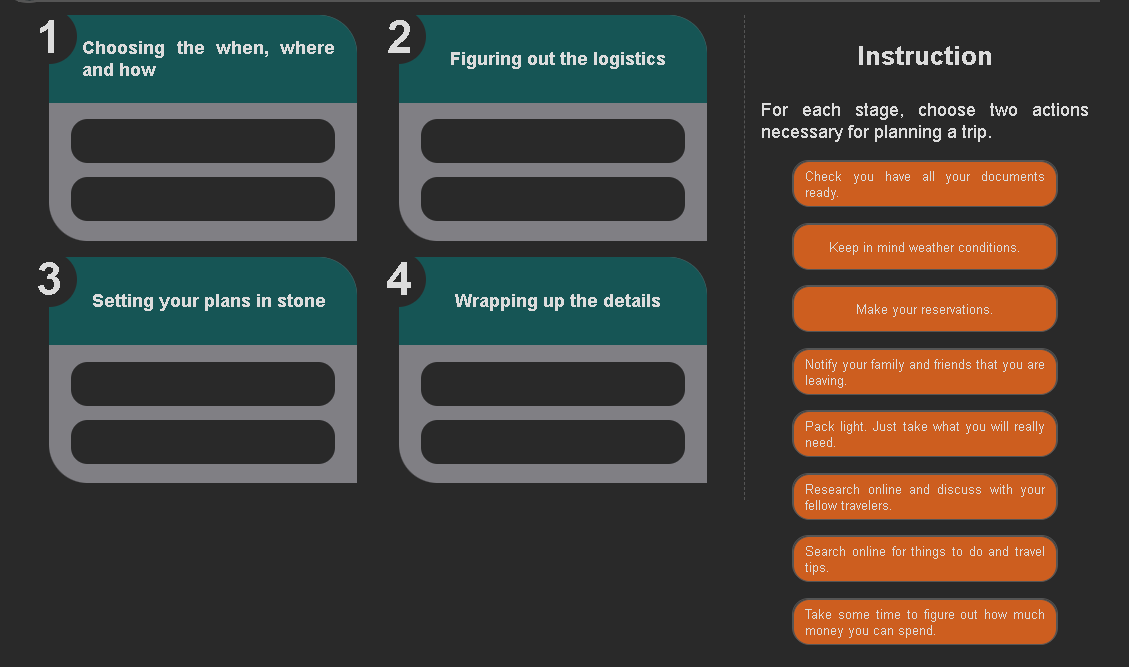 1
Choosing the when, where
and how
2
Figuring out the logistics
3
Setting your plans in stone
4
Wrapping up the details
Instruction
For each stage, choose two actions
necessary for planning a trip.
Check you have all your documents
ready.
Keep in mind weather conditions.
Make your reservations.
Notify your family and friends that you are
leaving.
Pack light. Just take what you will really
need.
Research online and discuss with your
fellow travelers.
Search online for things to do and travel
tips.
Take some time to figure out how much
money you can spend.